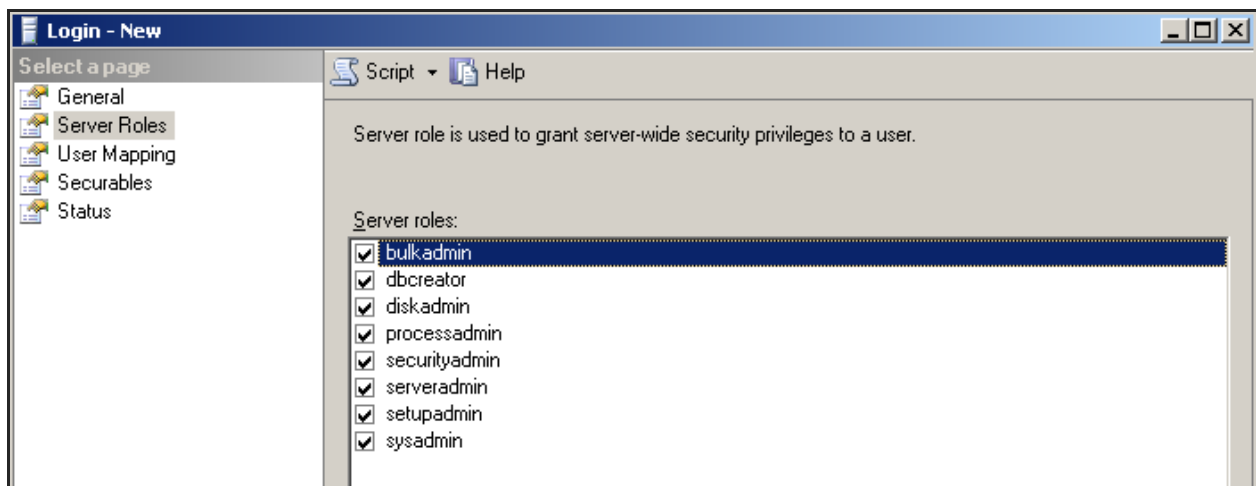 Login - New
Select a page
General
Server Roles
User Mapping
Securables
Status
Script Help
Server role is used to grant server-wide security privileges to a user.
Server roles:
bulkadmin
dbcreator
diskadmin
processadmin
securityadmin
serveradmin
setupadmin
sysadmin